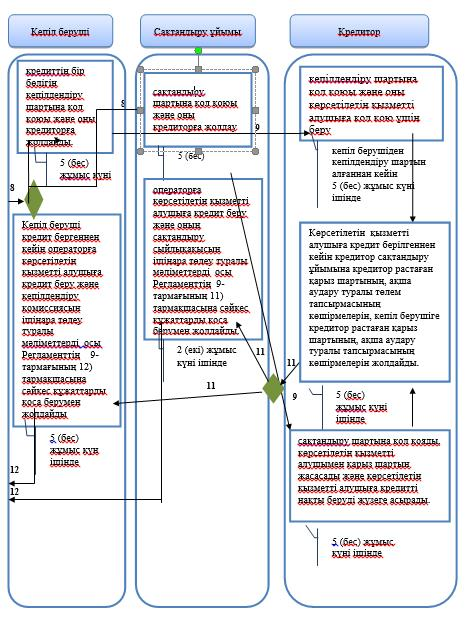 Кепіл беруші
Сақтандыру ұйымы
Кредитор
кредиттің бір
бөлігін
кепілдендіру
шартына қол
қоюы және оны
кредиторға
жолдайды
5 (бес)
жұмыс күні
8
8
Кепіл беруші
кредит бергеннен
кейін операторға
көрсетілетін
қызметті алушыға
кредит беру және
кепілдендіру
комиссиясын
ішінара төлеу
туралы
мәліметтерді осы
Регламенттің 9-
тармағының 12)
тармақшасына
сәйкес құжаттарды
қоса берумен
жолдайды
5 (бес)
жұмыс күн
ішінде
12
12
сақтандыру
шартына қол қоюы
және оны
кредиторға жолдау
9
5 (бес)
операторға
көрсетілетін қызметті
алушыға кредит беру
және оның
сақтандыру
сыйлықақысын
ішінара төлеу туралы
мәліметтерді осы
Регламенттің 9-
тармағының 11)
тармақшасына сәйкес
құжаттарды қоса
берумен жолдайды
2 (екі) жұмыс
күні ішінде
11
11
11
9
кепілдендіру шартына
қол қоюы және оны
көрсетілетін қызметті
алушыға қол қою үшін
беру
кепіл берушіден
кепілдендіру шартын
алғаннан кейін
5 (бес) жұмыс күні
ішінде
Көрсетілетін қызметті
алушыға кредит берілгеннен
кейін кредитор сақтандыру
ұйымына кредитор растаған
қарыз шартының, ақша
аудару туралы төлем
тапсырмасының
көшірмелерін, кепіл берушіге
кредитор растаған қарыз
шартының, ақша аудару
туралы тапсырмасының
көшірмелерін жолдайды.
5 (бес)
жұмыс күні
ішінде
сақтандыру шартына қол қояды,
көрсетілетін қызметті
алушымен қарыз шартын
жасасады және көрсетілетін
қызметті алушыға кредитті
нақты беруді жүзеге асырады.
5 (бес) жұмыс
күні ішінде